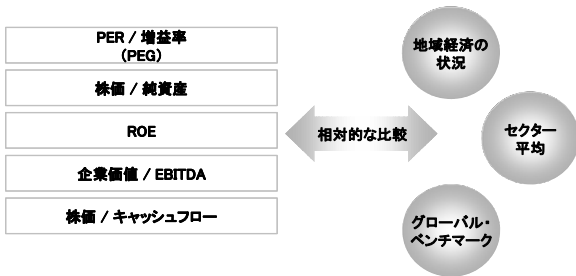 PER / 増益率
(PEG)
株価 / 純資産
ROE
企業価値 / EBITDA
株価 / キャッシュフロー
相対的な比較
地域経済の
状況
セクター
平均
グローバル・
ベンチマーク